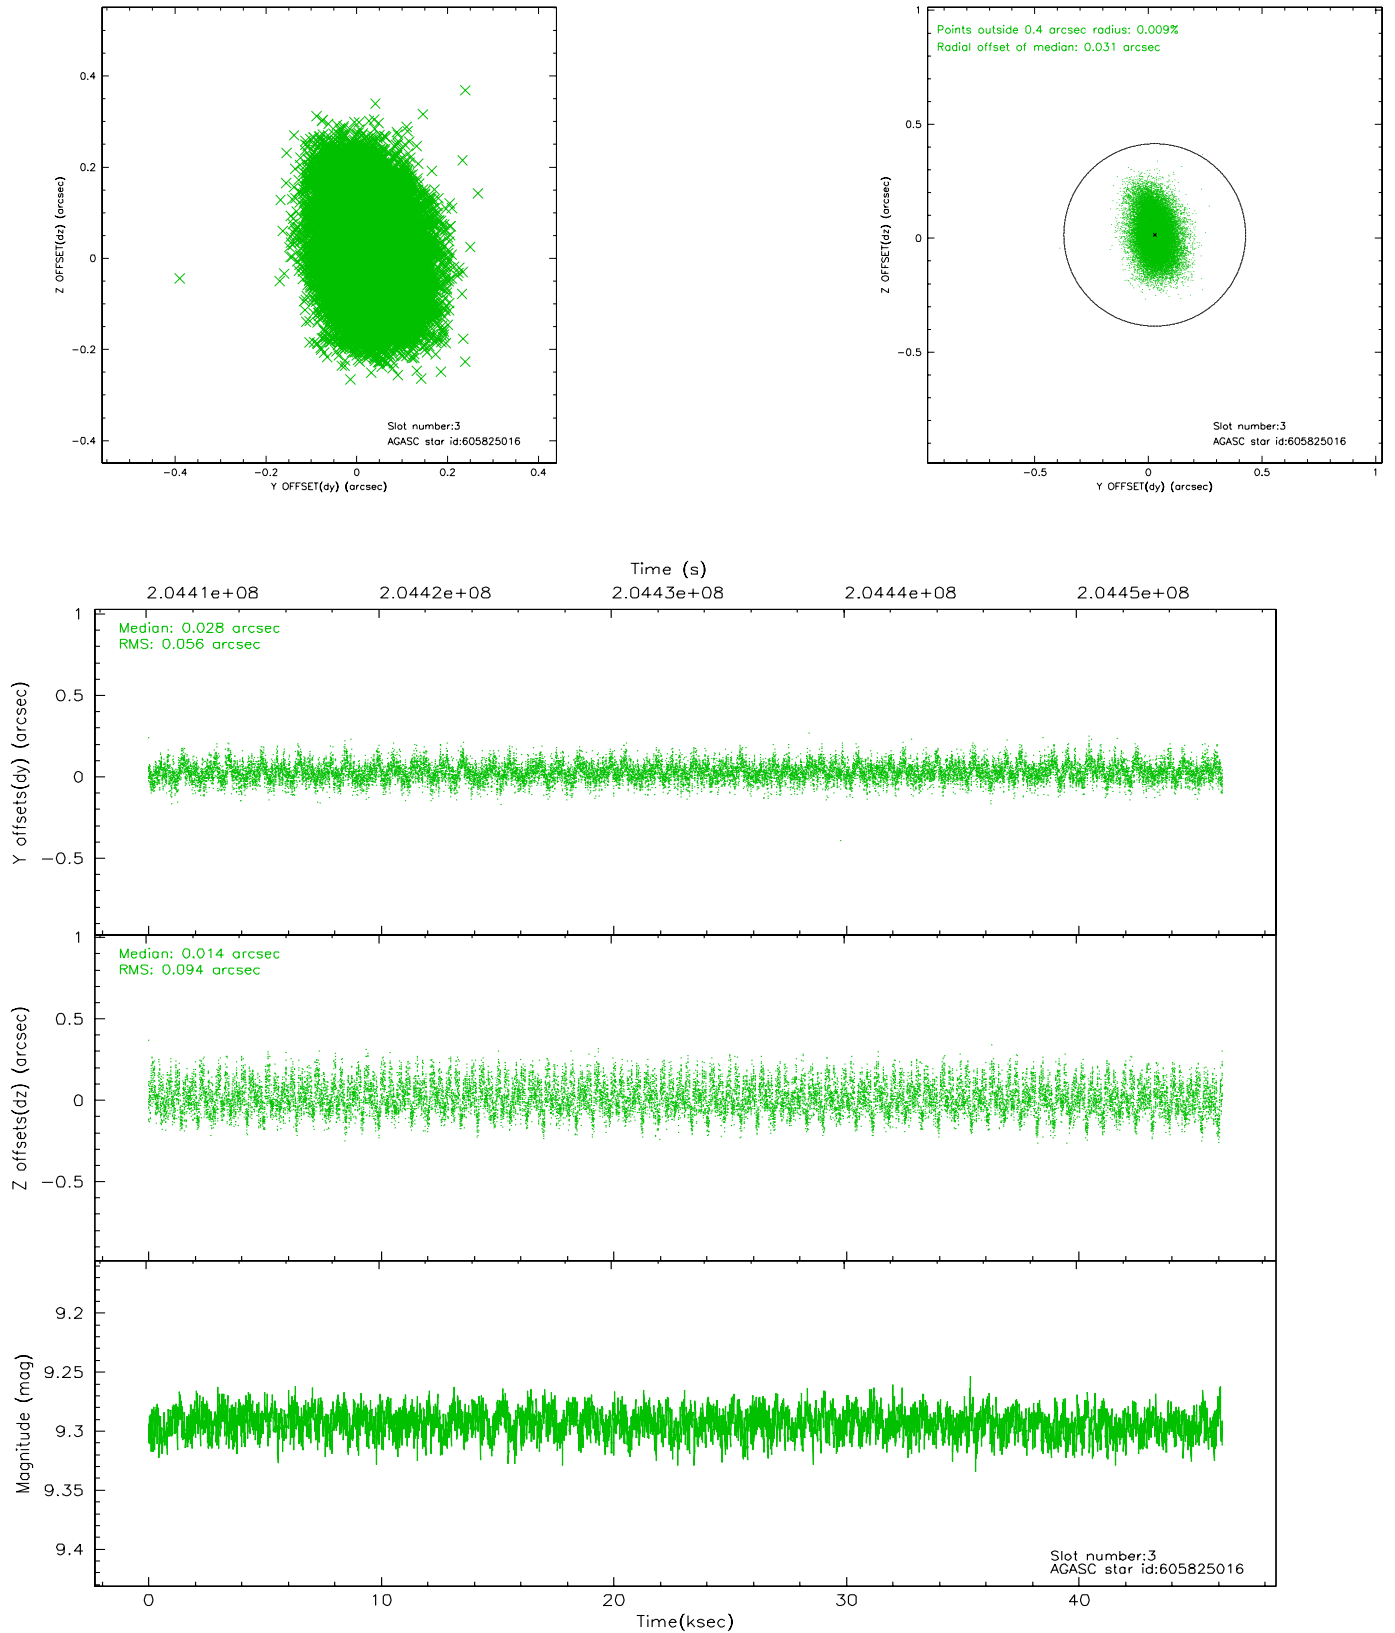 0.4
0.2
0
−0.2
−0.4
Z OFFSET(dz) (arcsec)
Slot number:3
AGASC star id:605825016
−0.4 −0.2 0 0.2 0.4
Y OFFSET(dy) (arcsec)
Points outside 0.4 arcsec radius: 0.009%
Radial offset of median: 0.031 arcsec
1
0.5
0
−0.5
Z OFFSET(dz) (arcsec)
Slot number:3
AGASC star id:605825016
−0.5 0 0.5 1
Y OFFSET(dy) (arcsec)
Time (s)
2.0441e+08 2.0442e+08 2.0443e+08 2.0444e+08 2.0445e+08
Median: 0.028 arcsec
RMS: 0.056 arcsec
1
0.5
0
−0.5
Y offsets(dy) (arcsec)
Median: 0.014 arcsec
RMS: 0.094 arcsec
1
0.5
0
−0.5
Z offsets(dz) (arcsec)
9.2
9.25
9.3
9.35
9.4
Magnitude (mag)
Slot number:3
AGASC star id:605825016
0 10 20 30 40
Time(ksec)